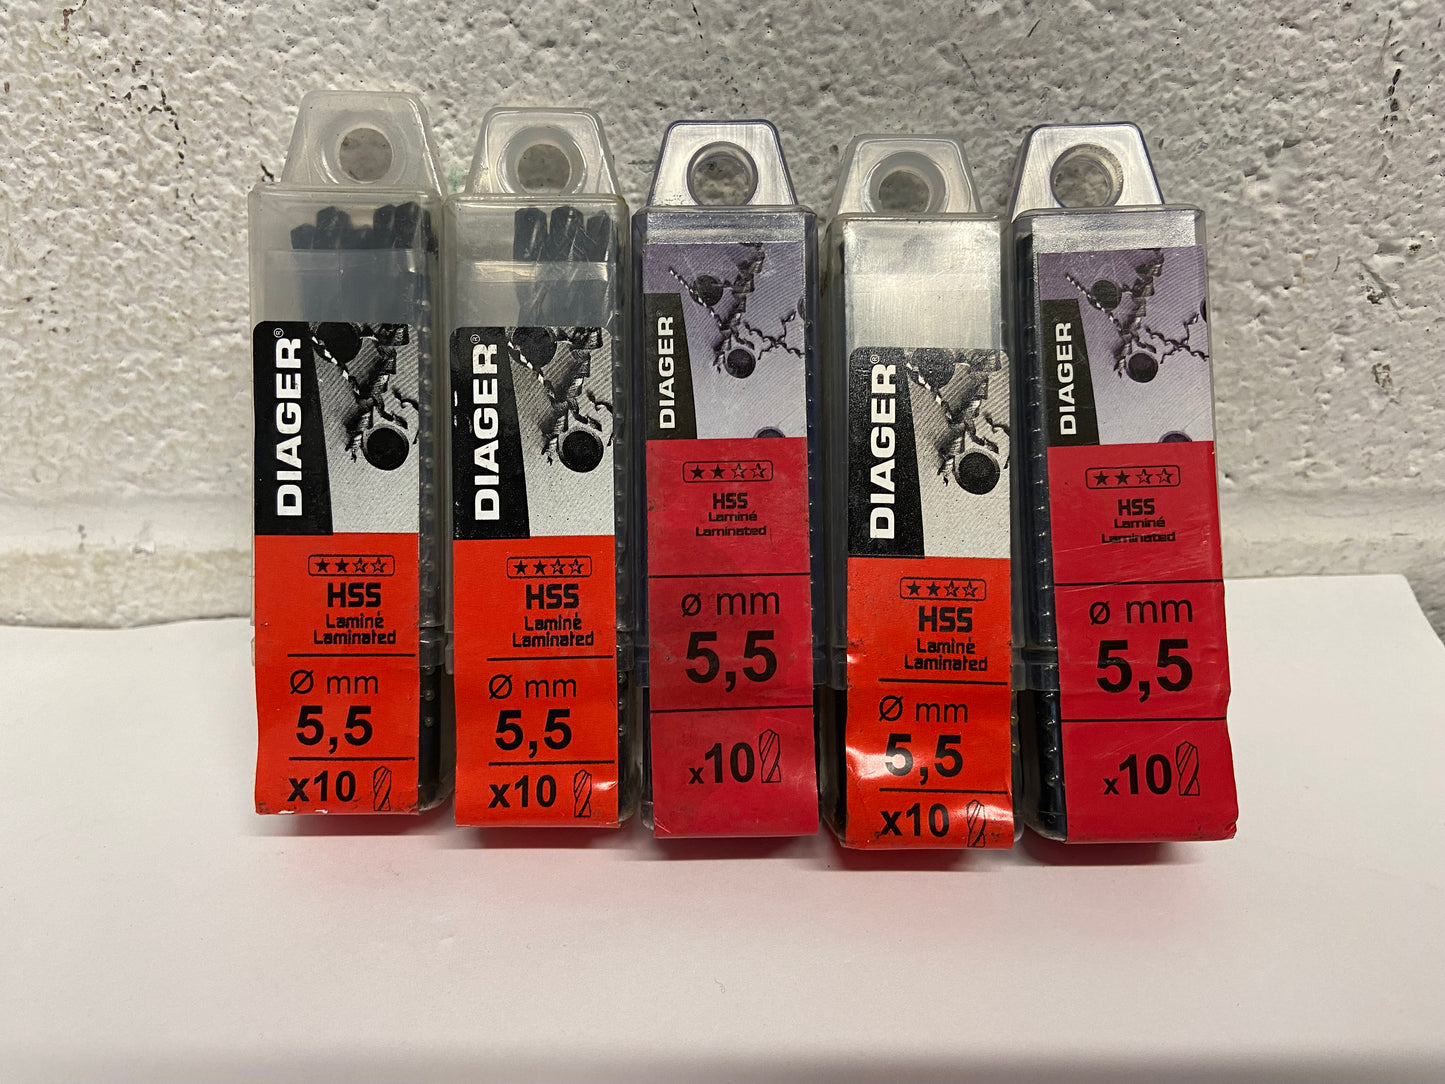 DIAGER®
HSS
Laminé
Laminated
Ø mm
5,5
x10
DIAGER®
HSS
Laminé
Laminated
Ø mm
5,5
x10
DIAGER®
HSS
Laminé
Laminated
Ø mm
5,5
x10
DIAGER®
HSS
Laminé
Laminated
Ø mm
5,5
x10
DIAGER
HSS
Laminé
Laminated
Ø mm
5,5
x10